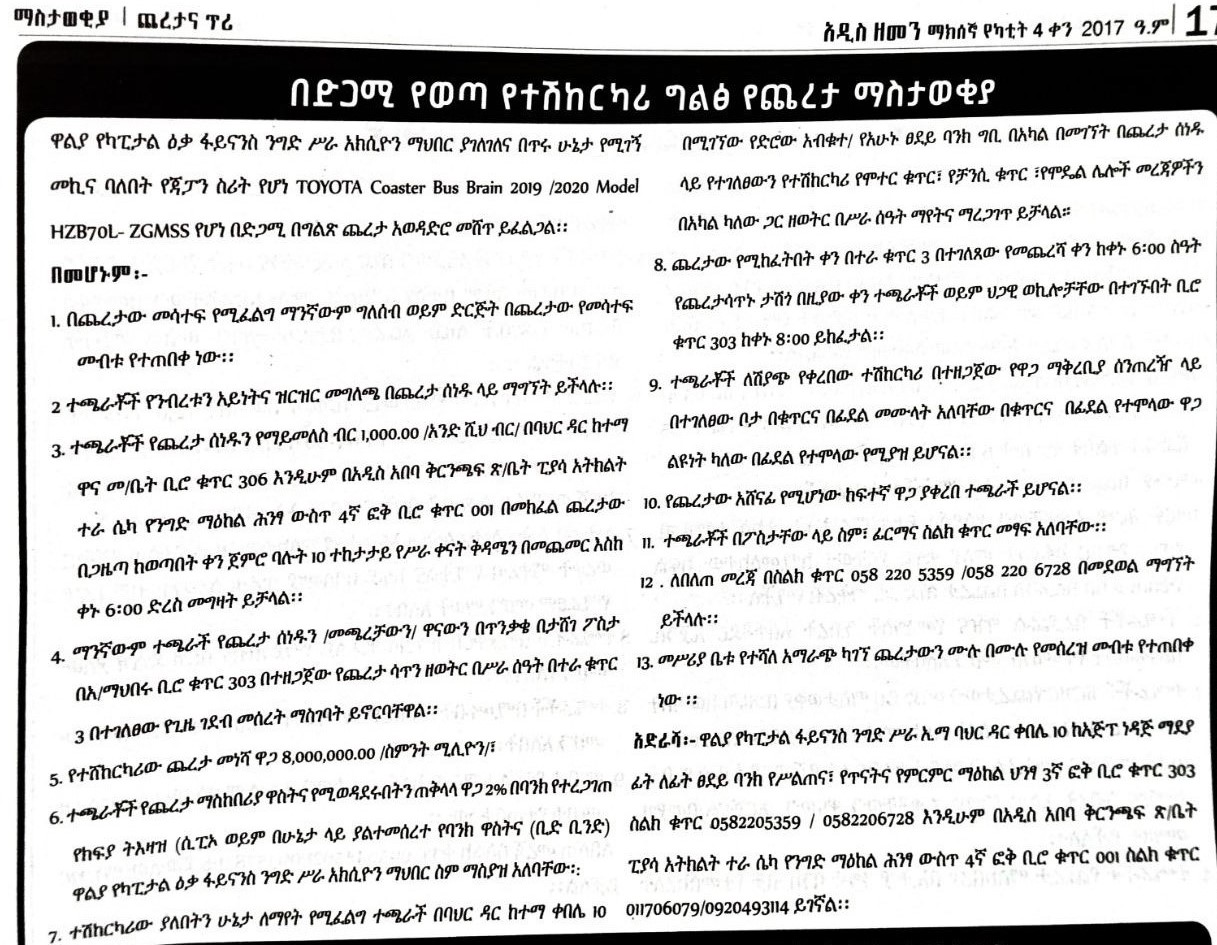 ማስታወቂያ | ጨረታና ፕሪ
አዲስ ዘመን ማክሰኛ የካቲት 4 ቀን 2017 ዓ.ም| 17
በድጋሚ የወጣ የተሽከርካሪ ግልፅ የጨረታ ማስታወቂያ
ዋልያ የካፒታል ዕቃ ፋይናንስ ንግድ ሥራ አክሲዮን ማህበር ያገለገለና በጥሩ ሁኔታ የሚገኝ
መኪና ባለበት የጃፓን ስሪት የሆነ TOYOTA Coaster Bus Brain 2019 /2020 Model
HZB70L- ZGMSS የሆነ በድጋሚ በግልጽ ጨረታ አወዳድሮ መሸጥ ይፈልጋል፡፡
በመሆኑም፡-
1. በጨረታው መሳተፍ የሚፈልግ ማንኛውም ግለሰብ ወይም ድርጅት በጨረታው የመሳተፍ
መብቱ የተጠበቀ ነው፡፡
2 ተጫራቾች የንብረቱን አይነትና ዝርዝር መግለጫ በጨረታ ሰነዱ ላይ ማግኘት ይችላሉ፡፡
3. ተጫራቾች የጨረታ ሰነዱን የማይመለስ ብር 1,000.00 /አንድ ሺህ ብር/ በባህር ዳር ከተማ
ዋና መ/ቤት ቢሮ ቁጥር 306 እንዲሁም በአዲስ አበባ ቅርንጫፍ ጽ/ቤት ፒያሳ አትክልት
ተራ ሴካ የንግድ ማዕከል ሕንፃ ውስጥ 4ኛ ፎቅ ቢሮ ቁጥር 001 በመክፈል ጨረታው
በጋዜጣ ከወጣበት ቀን ጀምሮ ባሉት 10 ተከታታይ የሥራ ቀናት ቅዳሜን በመጨመር እስከ
ቀኑ 6፡00 ድረስ መግዛት ይቻላል፡፡
4. ማንኛውም ተጫራች የጨረታ ሰነዱን /መጫረቻውን/ ዋናውን በጥንቃቄ በታሸገ ፖስታ
በአ/ማህበሩ ቢሮ ቁጥር 303 በተዘጋጀው የጨረታ ሳጥን ዘወትር በሥራ ሰዓት በተራ ቁጥር
3 በተገለፀው የጊዜ ገደብ መሰረት ማስገባት ይኖርባቸዋል፡፡
5. የተሽከርካሪው ጨረታ መነሻ ዋጋ 8,000,000.00 /ስምንት ሚሊዮን/፤
6. ተጫራቾች የጨረታ ማስከበሪያ ዋስትና የሚወዳደሩበትን ጠቅላላ ዋጋ 2% በባንክ የተረጋገጠ
የክፍያ ትእዛዝ (ሲፒአ ወይም በሁኔታ ላይ ያልተመሰረተ የባንክ ዋስትና (ቢድ ቢንድ)
ዋልያ የካፒታል ዕቃ ፋይናንስ ንግድ ሥራ አክሲዮን ማህበር ስም ማስያዝ አለባቸው፡፡
7. ተሽከርካሪው ያለበትን ሁኔታ ለማየት የሚፈልግ ተጫራች በባህር ዳር ከተማ ቀበሌ 10
በሚገኘው የድሮው አብቁተ/ የአሁኑ ፀደይ ባንክ ግቢ በአካል በመገኘት በጨረታ ሰነዱ
ላይ የተገለፀውን የተሽከርካሪ የሞተር ቁጥር፣ የቻንሲ ቁጥር ፣የሞዴል ሌሎች መረጃዎችን
በአካል ካለው ጋር ዘወትር በሥራ ሰዓት ማየትና ማረጋገጥ ይቻላል፡፡
8. ጨረታው የሚከፈትበት ቀን በተራ ቁጥር 3 በተገለጸው የመጨረሻ ቀን ከቀኑ 6፡00 ስዓት
የጨረታሳጥኑ ታሽጎ በዚያው ቀን ተጫራቾች ወይም ህጋዊ ወኪሎቻቸው በተገኙበት ቢሮ
ቁጥር 303 ከቀኑ 8፡00 ይከፈታል፡፡
9. ተጫራቾች ለሽያጭ የቀረበው ተሽከርካሪ በተዘጋጀው የዋጋ ማቅረቢያ ሰንጠረዥ ላይ
በተገለፀው ቦታ በቁጥርና በፊደል መሙላት አለባቸው በቁጥርና በፊደል የተሞላው ዋጋ
ልዩነት ካለው በፊደል የተሞላው የሚያዝ ይሆናል፡፡
10. የጨረታው አሸናፊ የሚሆነው ከፍተኛ ዋጋ ያቀረበ ተጫራች ይሆናል፡፡
11. ተጫራቾች በፖስታቸው ላይ ስም፣ ፊርማና ስልክ ቁጥር መፃፍ አለባቸው፡፡
12 . ለበለጠ መረጃ በስልክ ቁጥር 058 220 5359 /058 220 6728 በመደወል ማግኘት
ይችላሉ፡፡
13. መሥሪያ ቤቱ የተሻለ አማራጭ ካገኘ ጨረታውን ሙሉ በሙሉ የመሰረዝ መብቱ የተጠበቀ
ነው ፡፡
አድራሻ፡- ዋልያ የካፒታል ፋይናንስ ንግድ ሥራ ኢ.ማ ባህር ዳር ቀበሌ 10 ከኣጅፕ ነዳጅ ማደያ
ፊት ለፊት ፀደይ ባንክ የሥልጠና፣ የጥናትና የምርምር ማዕከል ህንፃ 3ኛ ፎቅ ቢሮ ቁጥር 303
ስልክ ቁጥር 0582205359 / 0582206728 እንዲሁም በአዲስ አበባ ቅርንጫፍ ጽ/ቤት
ፒያሳ አትክልት ተራ ሴካ የንግድ ማዕከል ሕንፃ ውስጥ 4ኛ ፎቅ ቢሮ ቁጥር 001 ስልክ ቁጥር
011706079/0920493114 ይገኛል፡፡